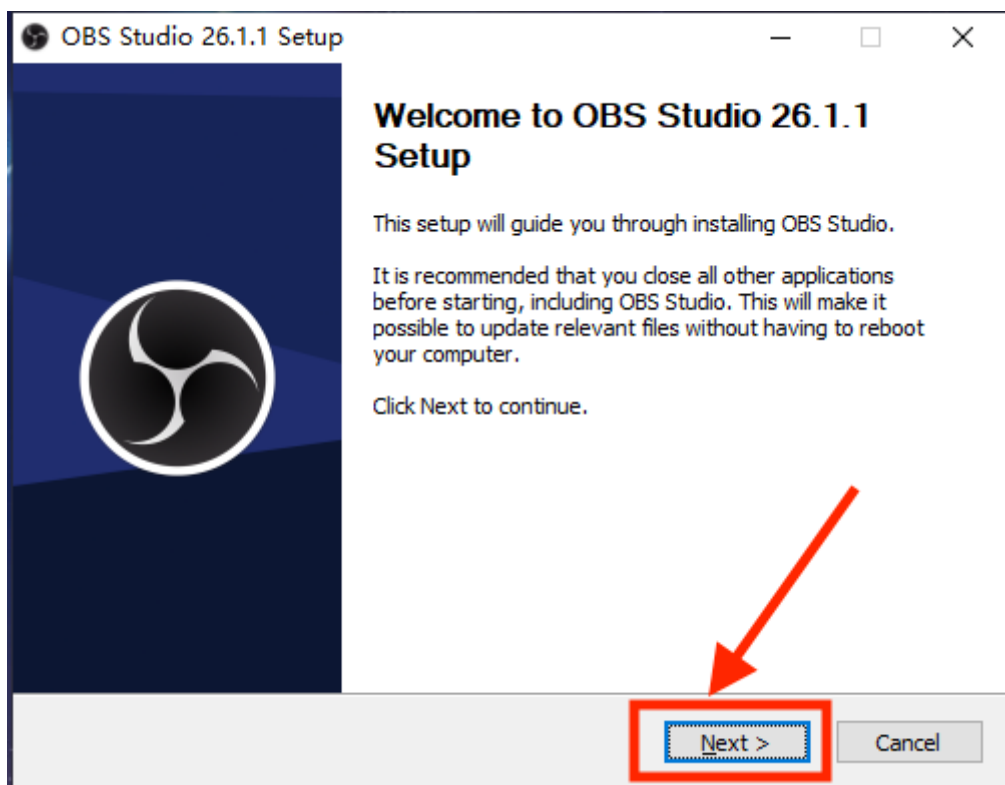 OBS Studio 26.1.1 Setup
Welcome to OBS Studio 26.1.1
Setup
This setup will guide you through installing OBS Studio.
It is recommended that you close all other applications
before starting, including OBS Studio. This will make it
possible to update relevant files without having to reboot
your computer.
Click Next to continue.
Next >
Cancel